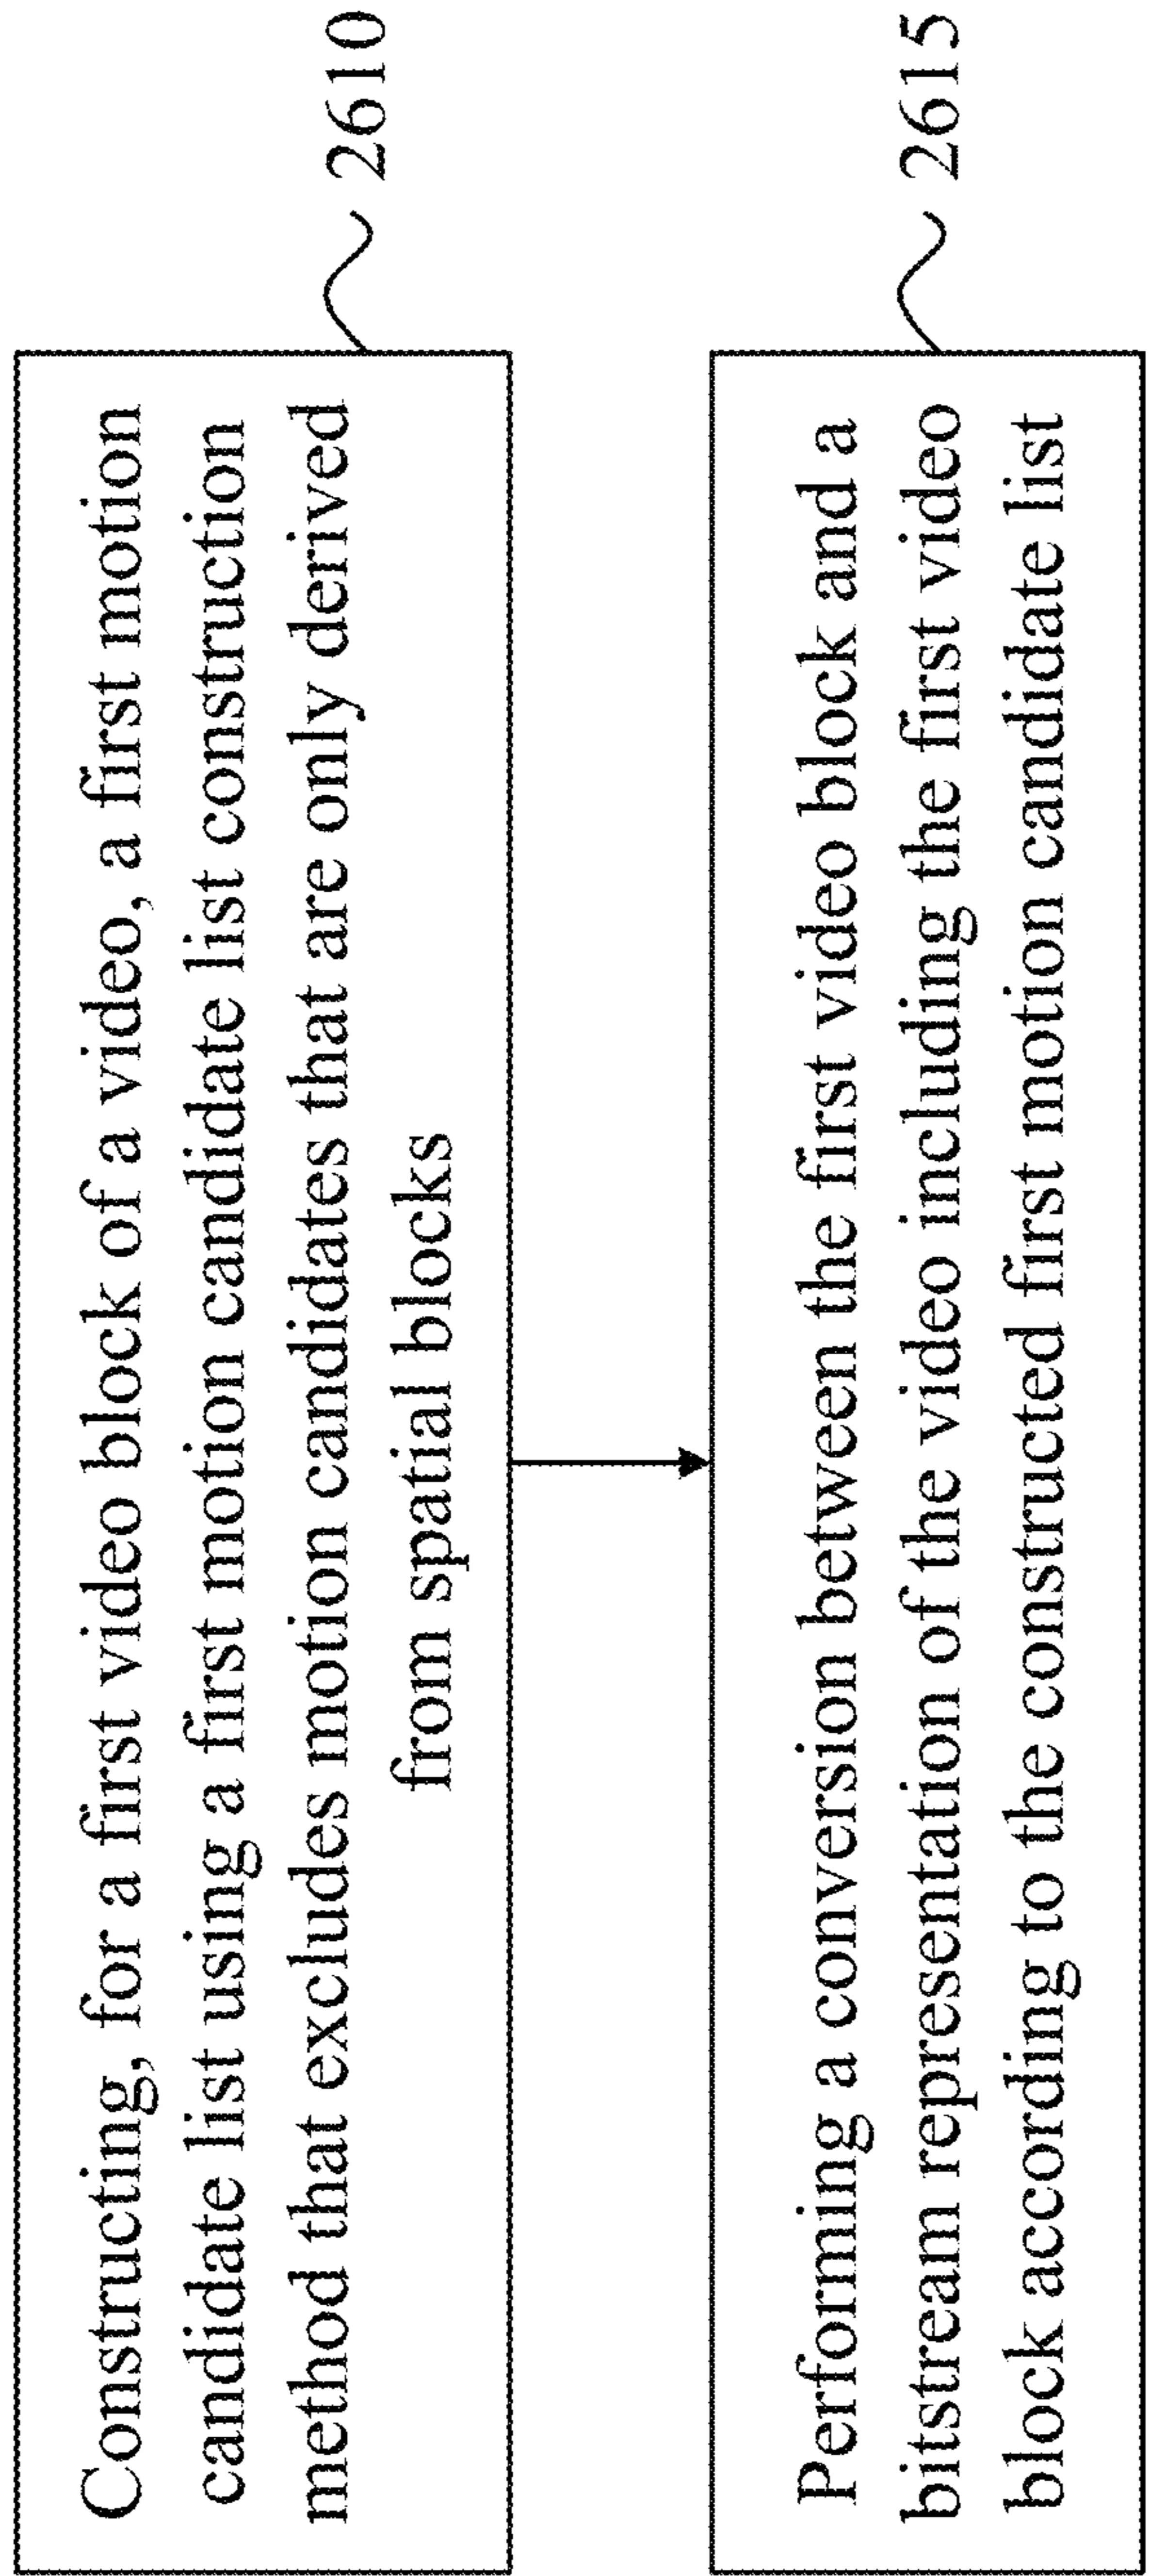 Constructing, for a first video block of a video, a first motion
candidate list using a first motion candidate list construction
method that excludes motion candidates that are only derived
from spatial blocks
2610
Performing a conversion between the first video block and a
bitstream representation of the video including the first video
block according to the constructed first motion candidate list
2615